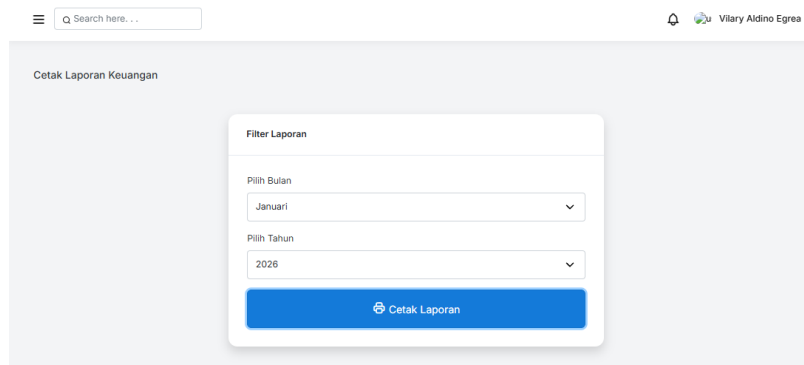 Search here. . .
u Vilary Aldino Egrea
Cetak Laporan Keuangan
Filter Laporan
Pilih Bulan
Januari
Pilih Tahun
2026
Cetak Laporan